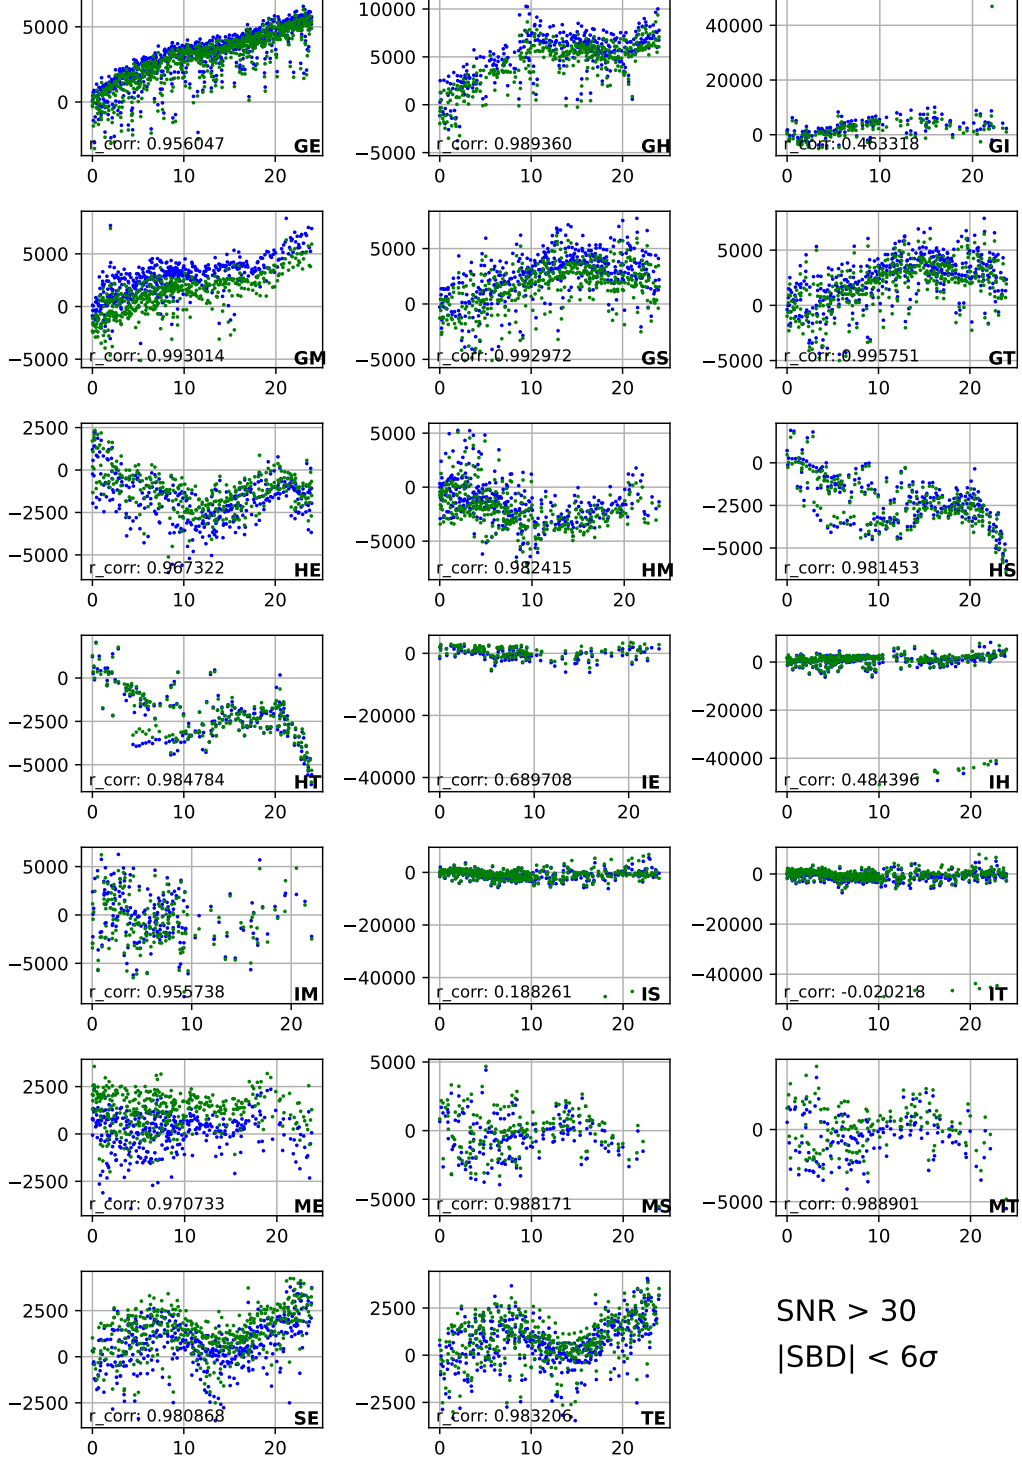 5000
0
0 10 20
r_corr: 0.956047 GE
10000
5000
0
−5000
0 10 20
r_corr: 0.989360 GH
40000
20000
0
0 10 20
r_corr: 0.463318 GI
5000
0
−5000
0 10 20
r_corr: 0.993014 GM
5000
0
−5000
0 10 20
r_corr: 0.992972 GS
5000
0
−5000
0 10 20
r_corr: 0.995751 GT
2500
0
−2500
−5000
0 10 20
r_corr: 0.967322 HE
5000
0
−5000
0 10 20
r_corr: 0.982415 HM
0
−2500
−5000
0 10 20
r_corr: 0.981453 HS
0
−2500
−5000
0 10 20
r_corr: 0.984784 HT
0
−20000
−40000
0 10 20
r_corr: 0.689708 IE
0
−20000
−40000
0 10 20
r_corr: 0.484396 IH
5000
0
−5000
0 10 20
r_corr: 0.955738 IM
0
−20000
−40000
0 10 20
r_corr: 0.188261 IS
0
−20000
−40000
0 10 20
r_corr: -0.020218 IT
2500
0
−2500
0 10 20
r_corr: 0.970733 ME
5000
0
−5000
0 10 20
r_corr: 0.988171 MS
0
−5000
0 10 20
r_corr: 0.988901 MT
2500
0
−2500
0 10 20
r_corr: 0.980868 SE
2500
0
−2500
0 10 20
r_corr: 0.983206 TE
SNR > 30
|SBD| < 6σ